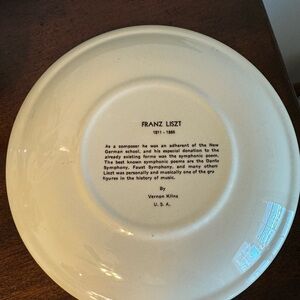 FRANZ LISZT
1811 - 1886
As a composer he was an adherent of the New
German school, and his especial donation to the
already existing forms was the symphonic poem.
The best known symphonic poems are the Dante
Symphony, Faust Symphony, and many others
Liszt was personally and musically one of the gre
figures in the history of music.
By
Vernon Kilns
U. S. A.